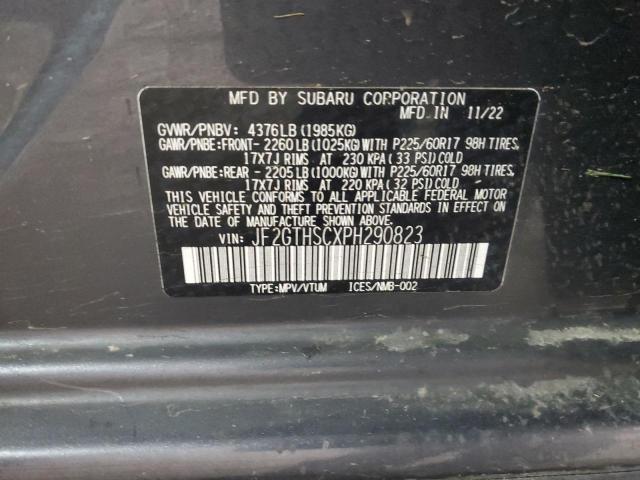 MFD BY SUBARU CORPORATION
MFD IN 11/22
GVWR/PNBV: 4376LB (1985KG)
GAWR/PNBE:FRONT- 2260LB(1025KG)WITH P225/60R17 98H TIRES,
17X7J RIMS AT 230 KPA (33 PSI)COLD
GAWR/PNBE:REAR - 2205LB(1000KG)WITH P225/60R17 98H TIRES,
17X7J RIMS AT 220 KPA(32 PSI)COLD
THIS VEHICLE CONFORMS TO ALL APPLICABLE FEDERAL MOTOR
VEHICLE SAFETY AND THEFT PREVENTION STANDARDS IN EFFECT ON
THE DATE OF MANUFACTURE SHOWN ABOVE.
VIN: JF2GTHSCXPH290823
TYPE:MPV/VTUM ICES/NMB-002